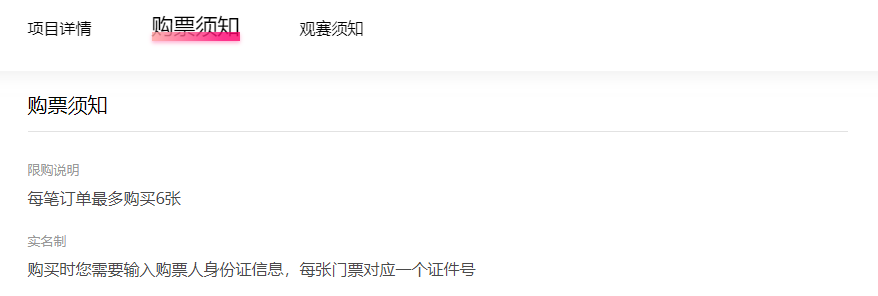 项目详情 购票须知 观赛须知
购票须知
限购说明
每笔订单最多购买6张
实名制
购买时您需要输入购票人身份证信息，每张门票对应一个证件号